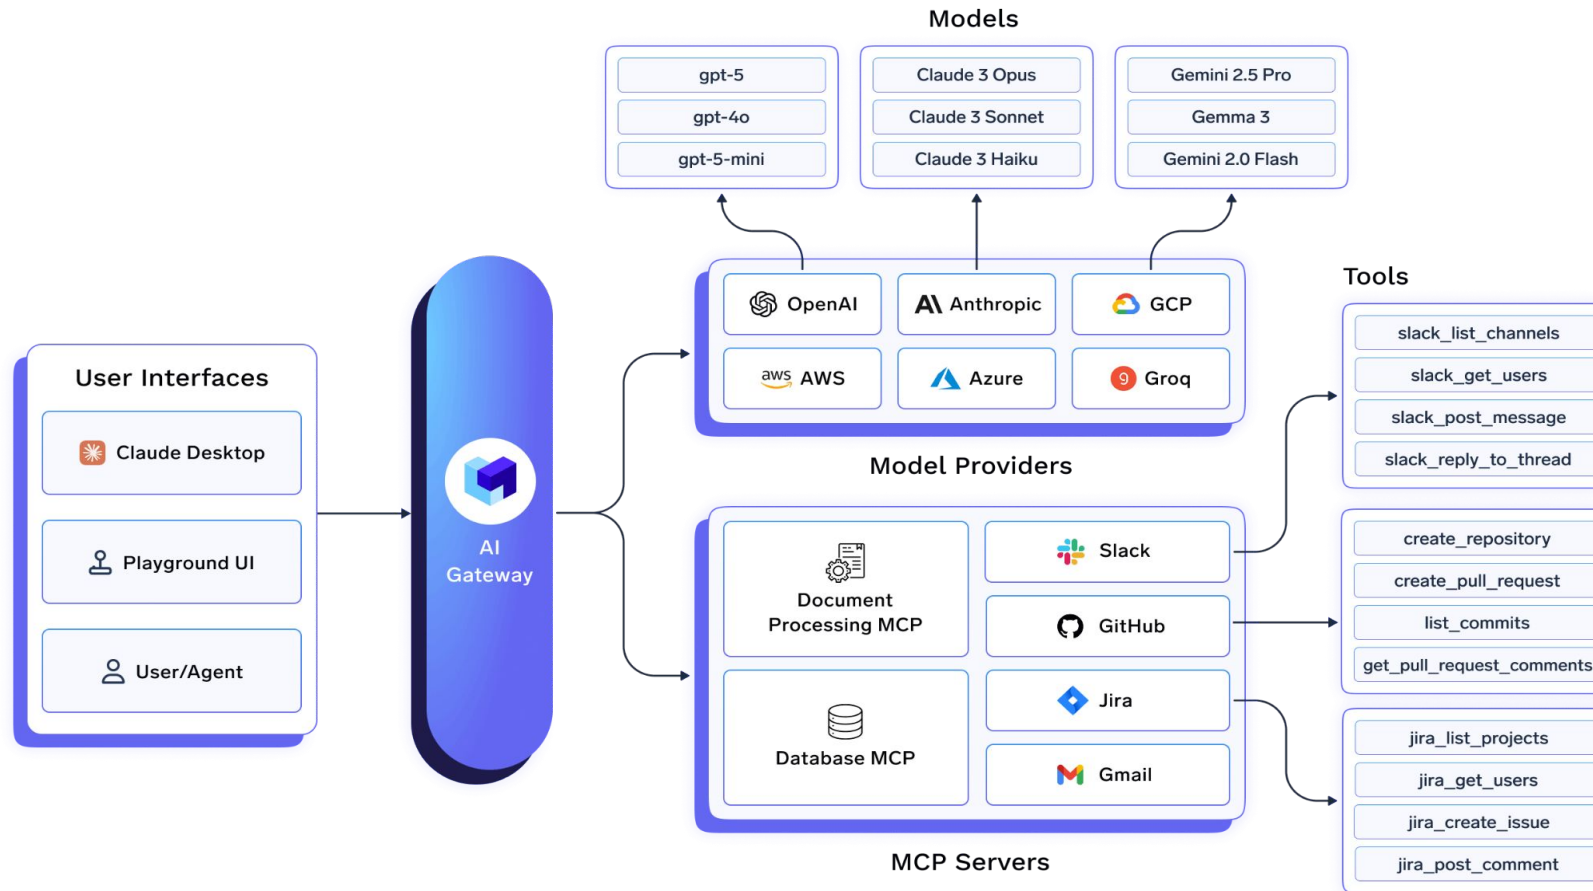 Models
gpt-5
gpt-4o
gpt-5-mini
Claude 3 Opus
Claude 3 Sonnet
Claude 3 Haiku
Gemini 2.5 Pro
Gemma 3
Gemini 2.0 Flash
User Interfaces
Claude Desktop
Playground UI
User/Agent
AI
Gateway
OpenAI
Anthropic
GCP
aws AWS
Azure
Groq
Model Providers
Document
Processing MCP
Database MCP
Slack
GitHub
Jira
Gmail
MCP Servers
Tools
slack_list_channels
slack_get_users
slack_post_message
slack_reply_to_thread
create_repository
create_pull_request
list_commits
get_pull_request_comments
jira_list_projects
jira_get_users
jira_create_issue
jira_post_comment